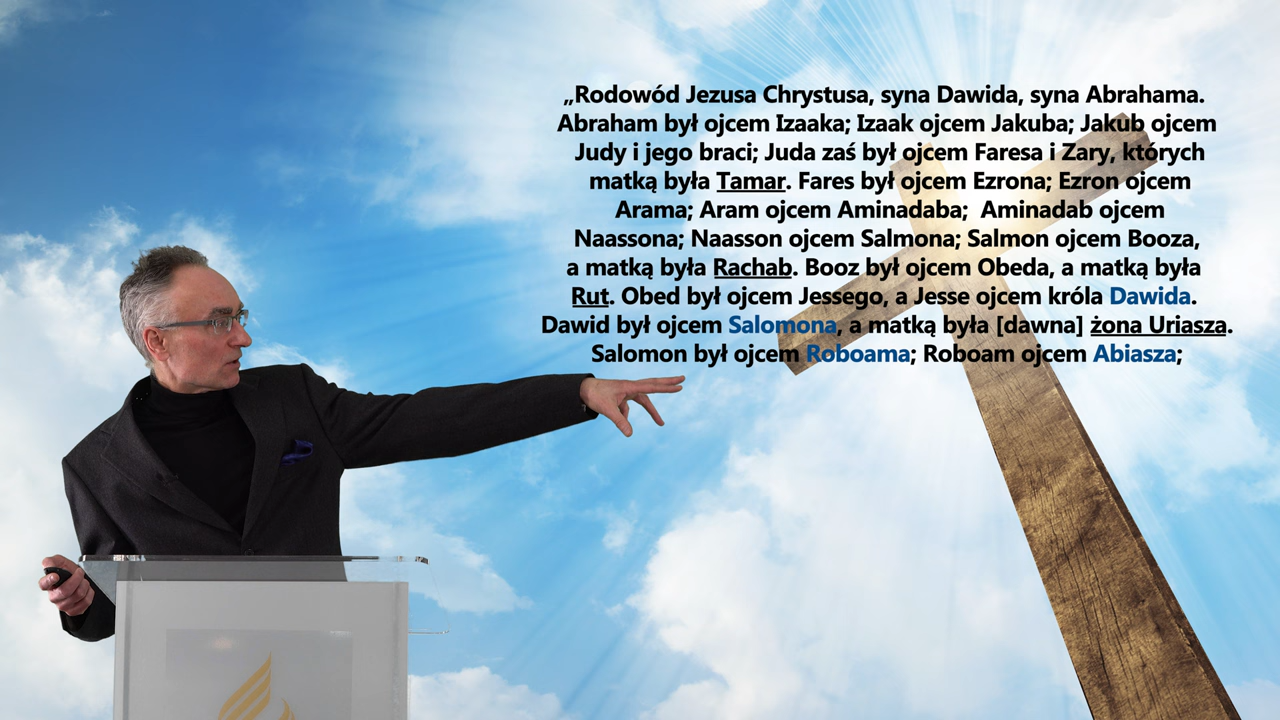 „Rodowód Jezusa Chrystusa, syna Dawida, syna Abrahama.
Abraham był ojcem Izaaka; Izaak ojcem Jakuba; Jakub ojcem
Judy i jego braci; Juda zaś był ojcem Faresa i Zary, których
matką była Tamar. Fares był ojcem Ezrona; Ezron ojcem
Arama; Aram ojcem Aminadaba;  Aminadab ojcem
Naassona; Naasson ojcem Salmona; Salmon ojcem Booza,
a matką była Rachab. Booz był ojcem Obeda, a matką była
Rut. Obed był ojcem Jessego, a Jesse ojcem króla Dawida.
Dawid był ojcem Salomona, a matką była [dawna] żona Uriasza.
Salomon był ojcem Roboama; Roboam ojcem Abiasza;